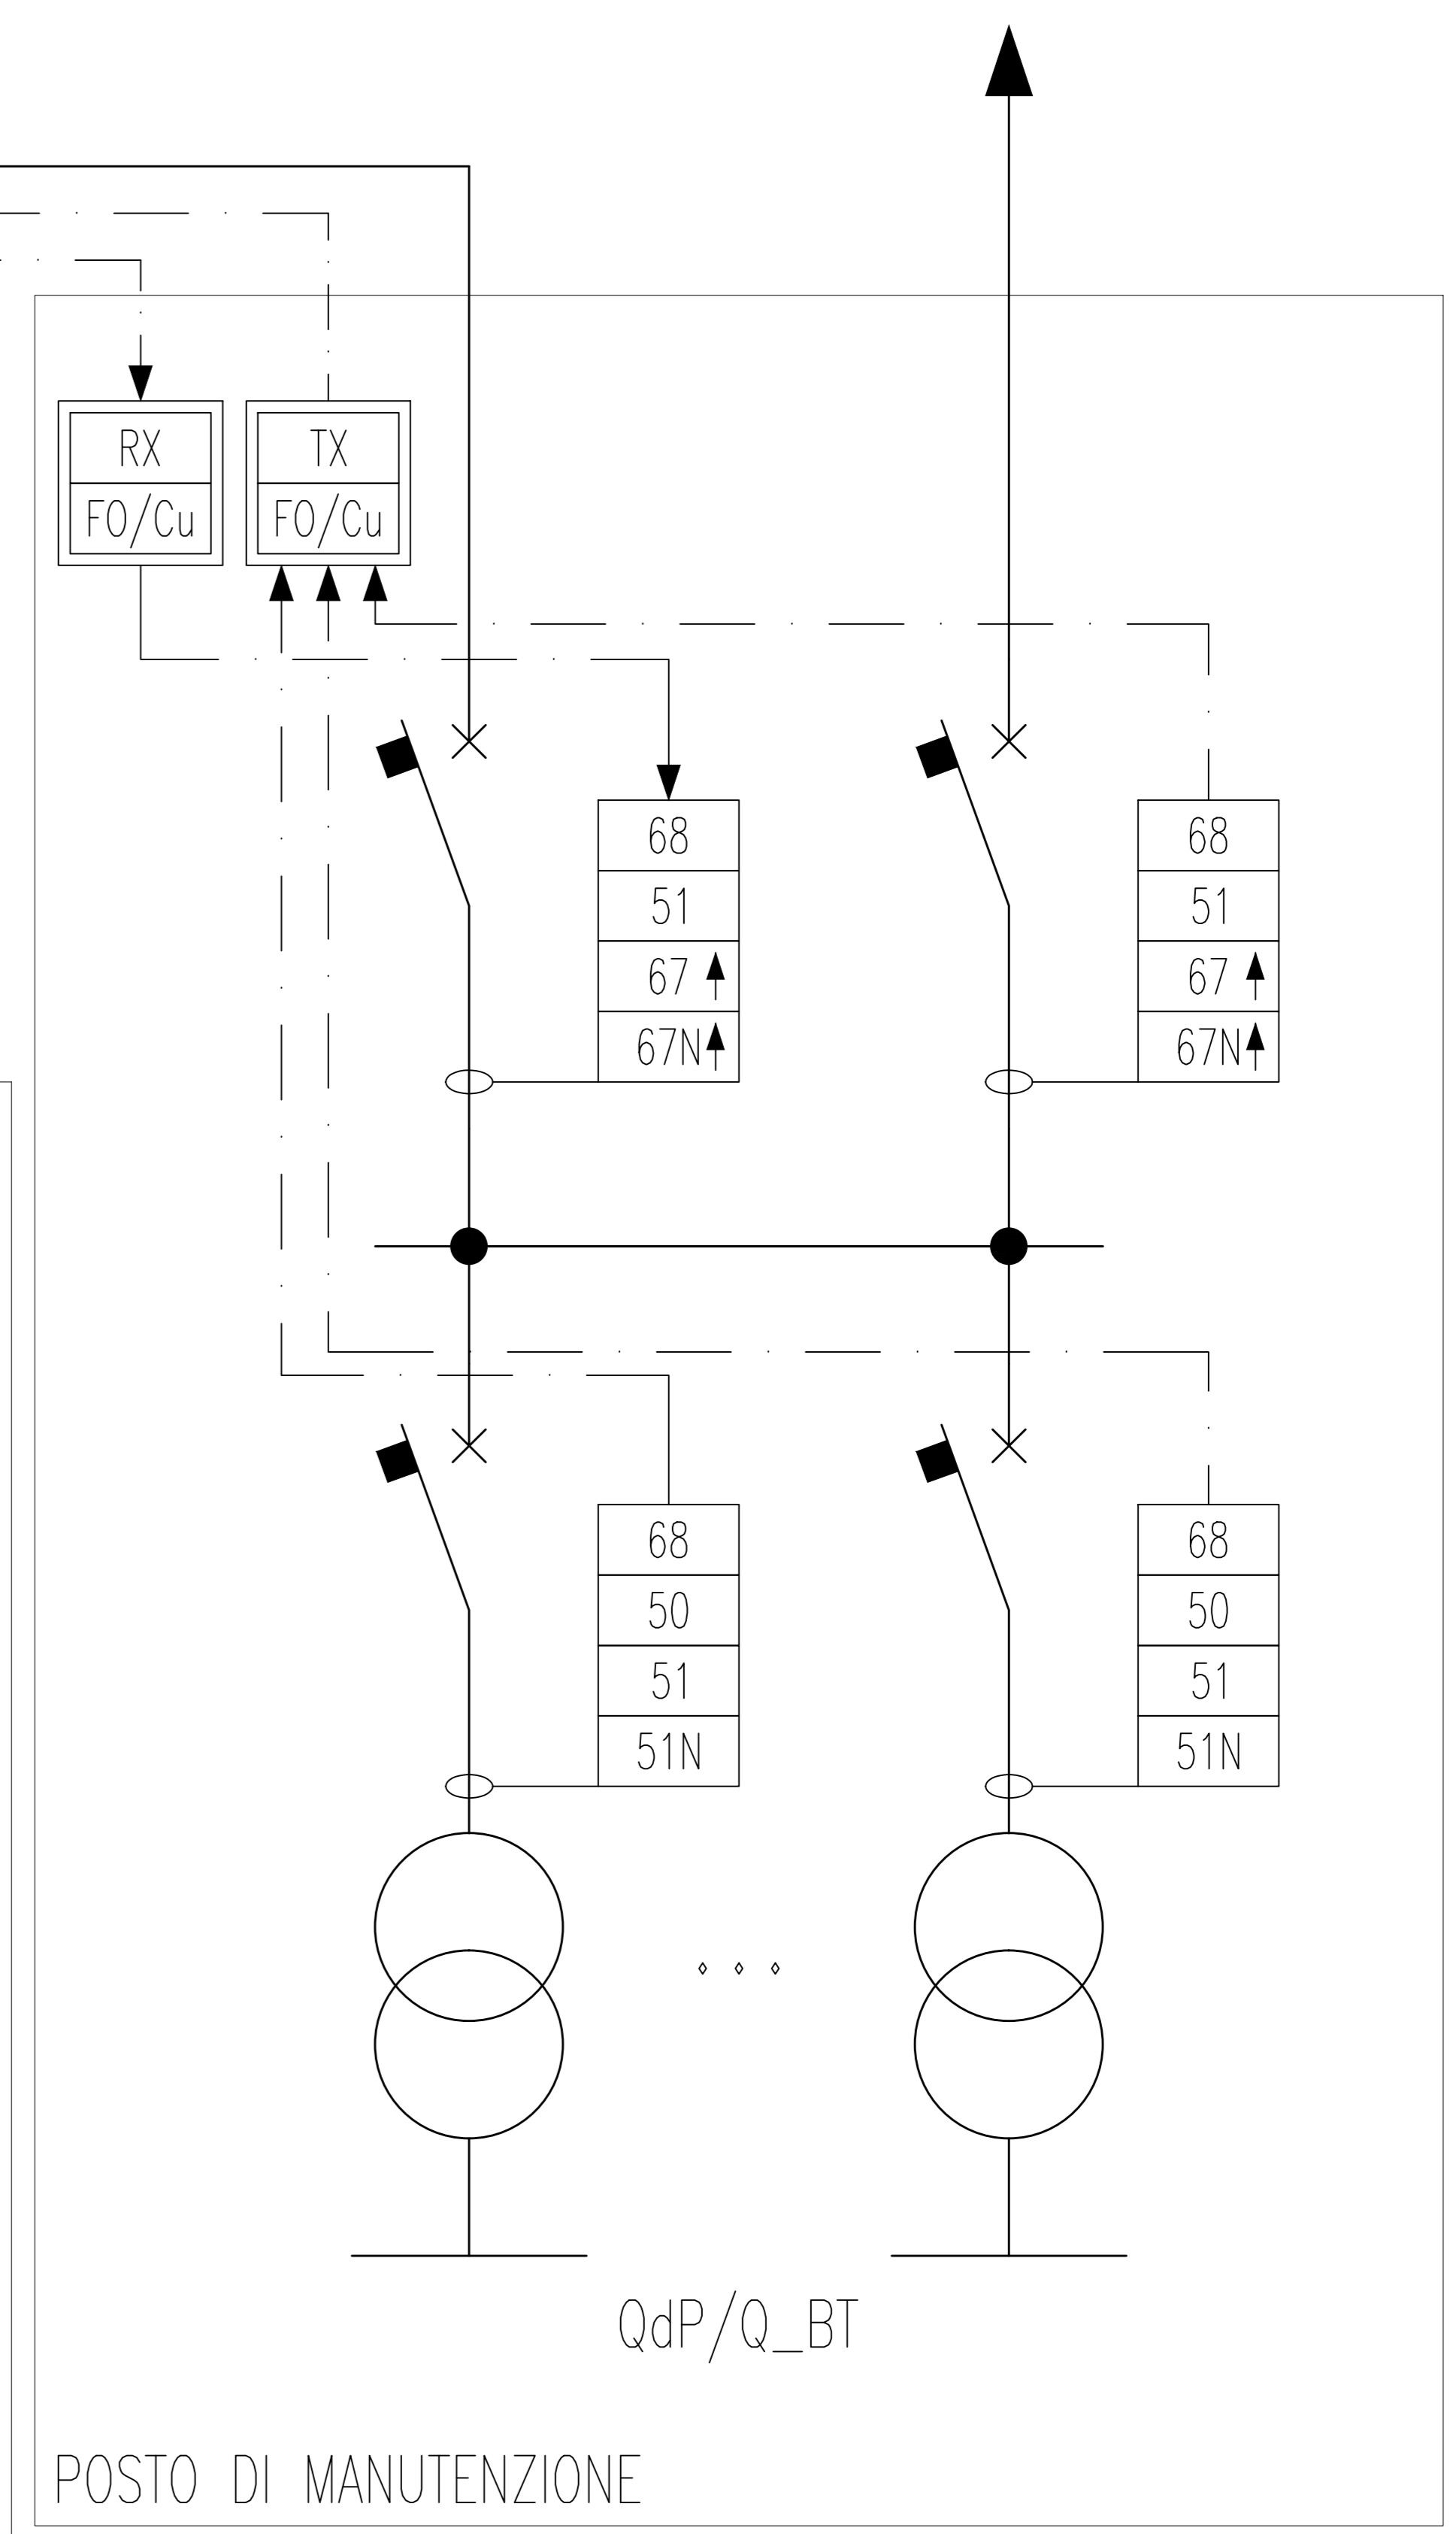 RX
FO/Cu
TX
FO/Cu
68
51
67
67N
68
51
67
67N
68
50
51
51N
68
50
51
51N
QdP/Q_BT
POSTO DI MANUTENZIONE